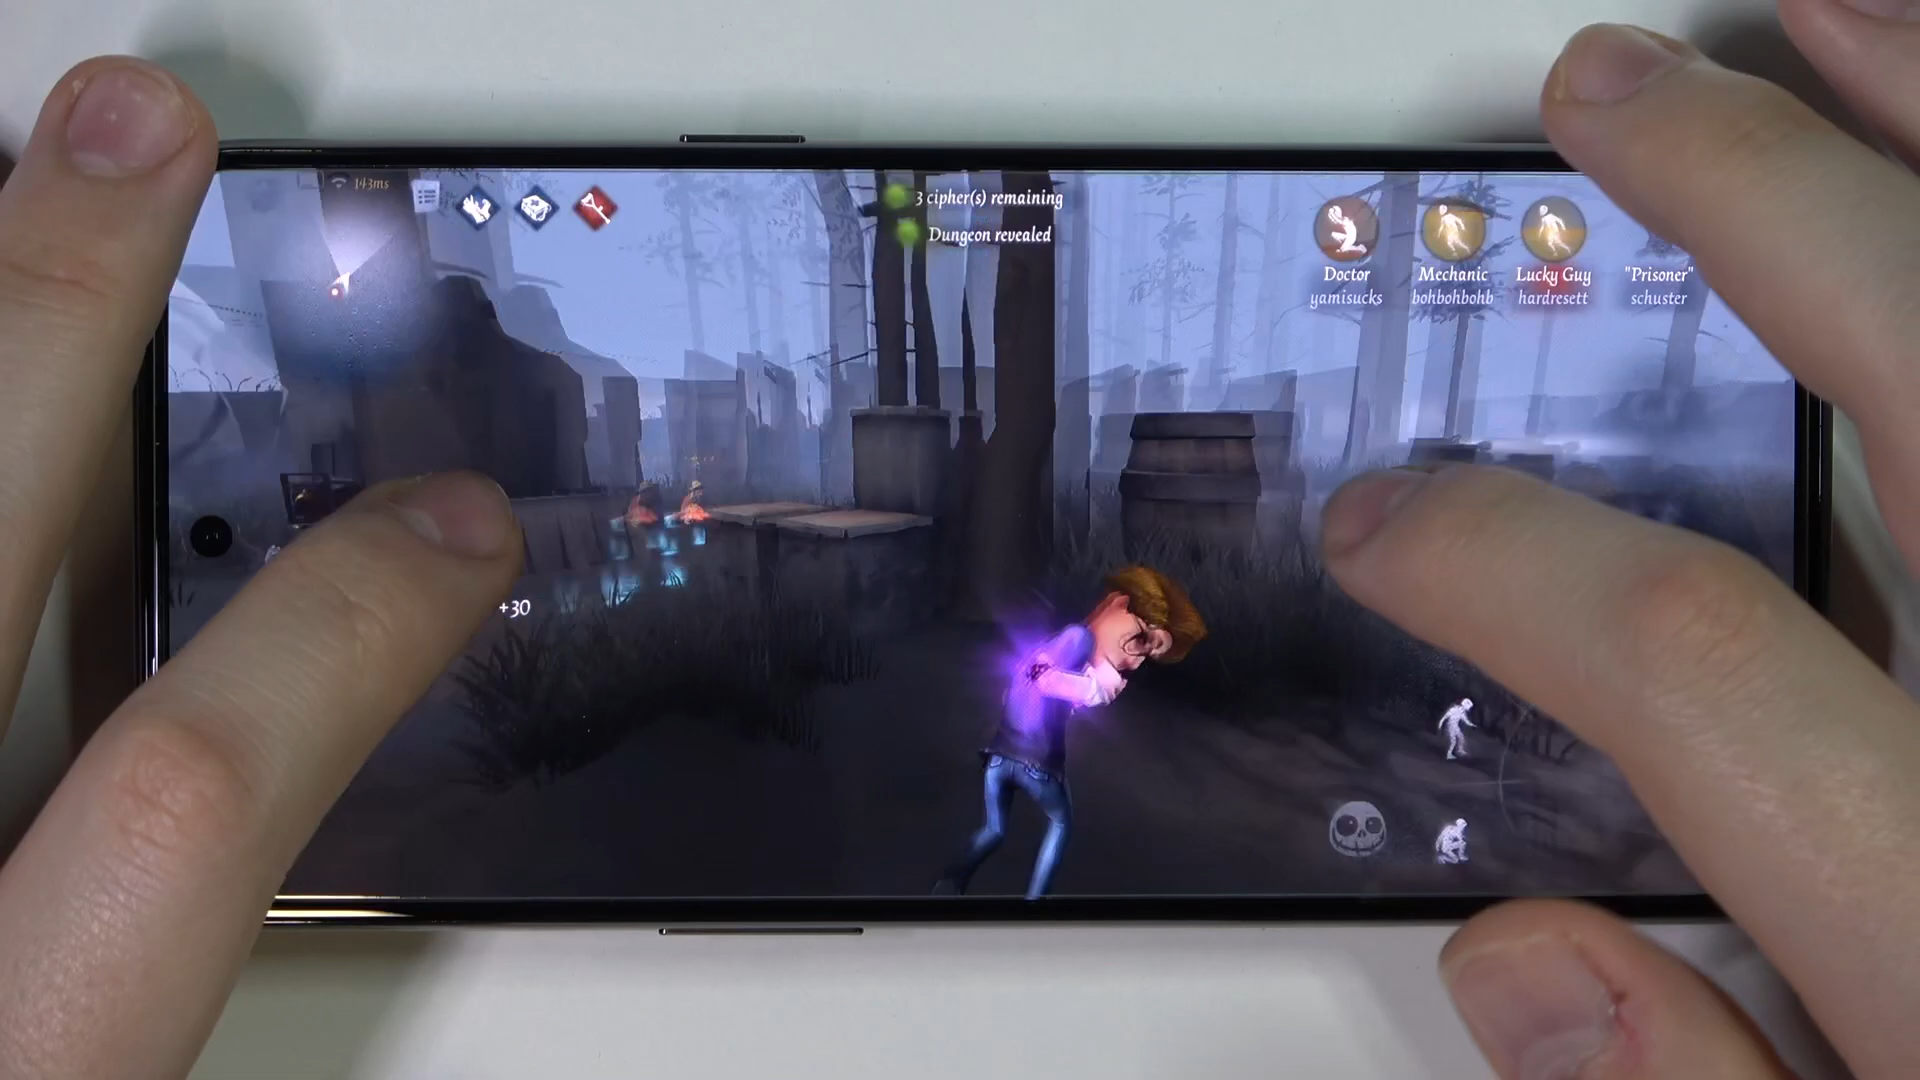 143ms
3 cipher(s) remaining
Dungeon revealed
Doctor
yamisucks
Mechanic
bohbohbohb
Lucky Guy
hardresett
"Prisoner"
schuster
+30